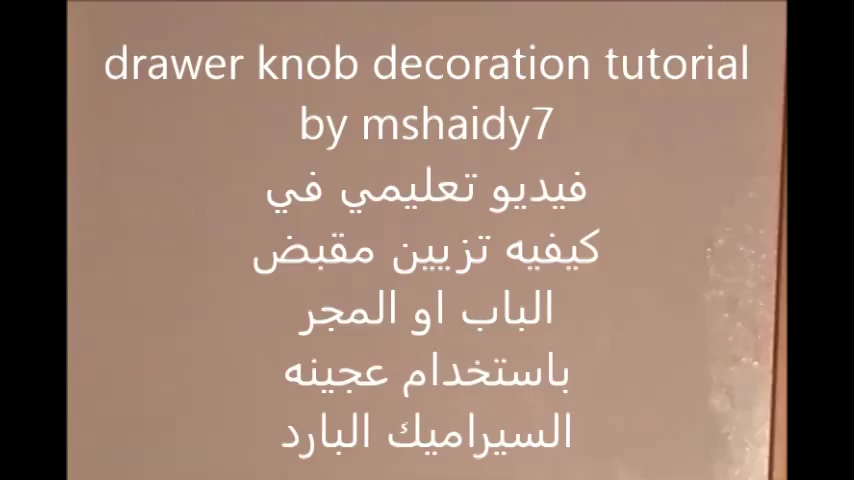 drawer knob decoration tutorial
by mshaidy7
فيديو تعليمي في
كيفيه تزيين مقبض
الباب او المجر
باستخدام عجينه
السيراميك البارد